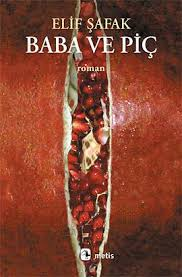 ELİF ŞAFAK
BABA VE PİÇ
roman
metis